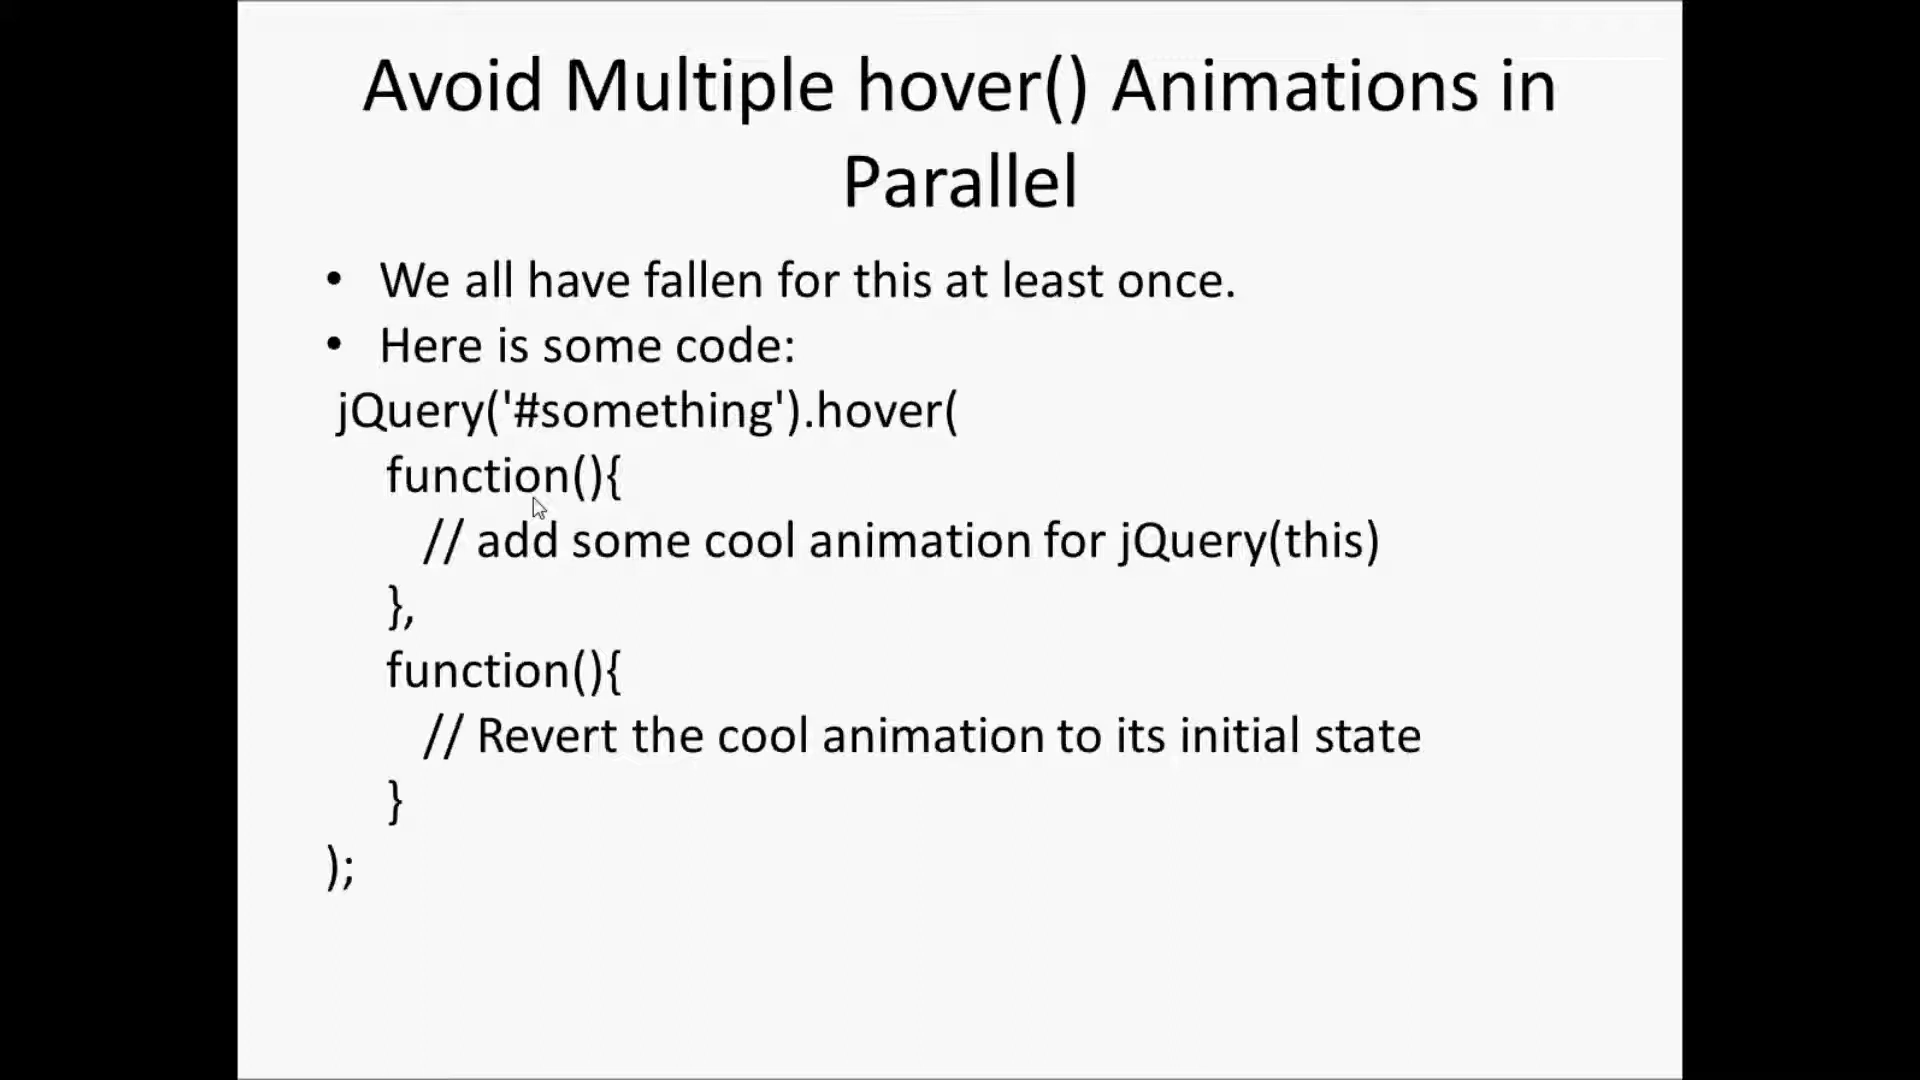 Avoid Multiple hover() Animations in
Parallel
• We all have fallen for this at least once.
• Here is some code:
jQuery('#something').hover(
function(){
// add some cool animation for jQuery(this)
},
function(){
// Revert the cool animation to its initial state
}
);